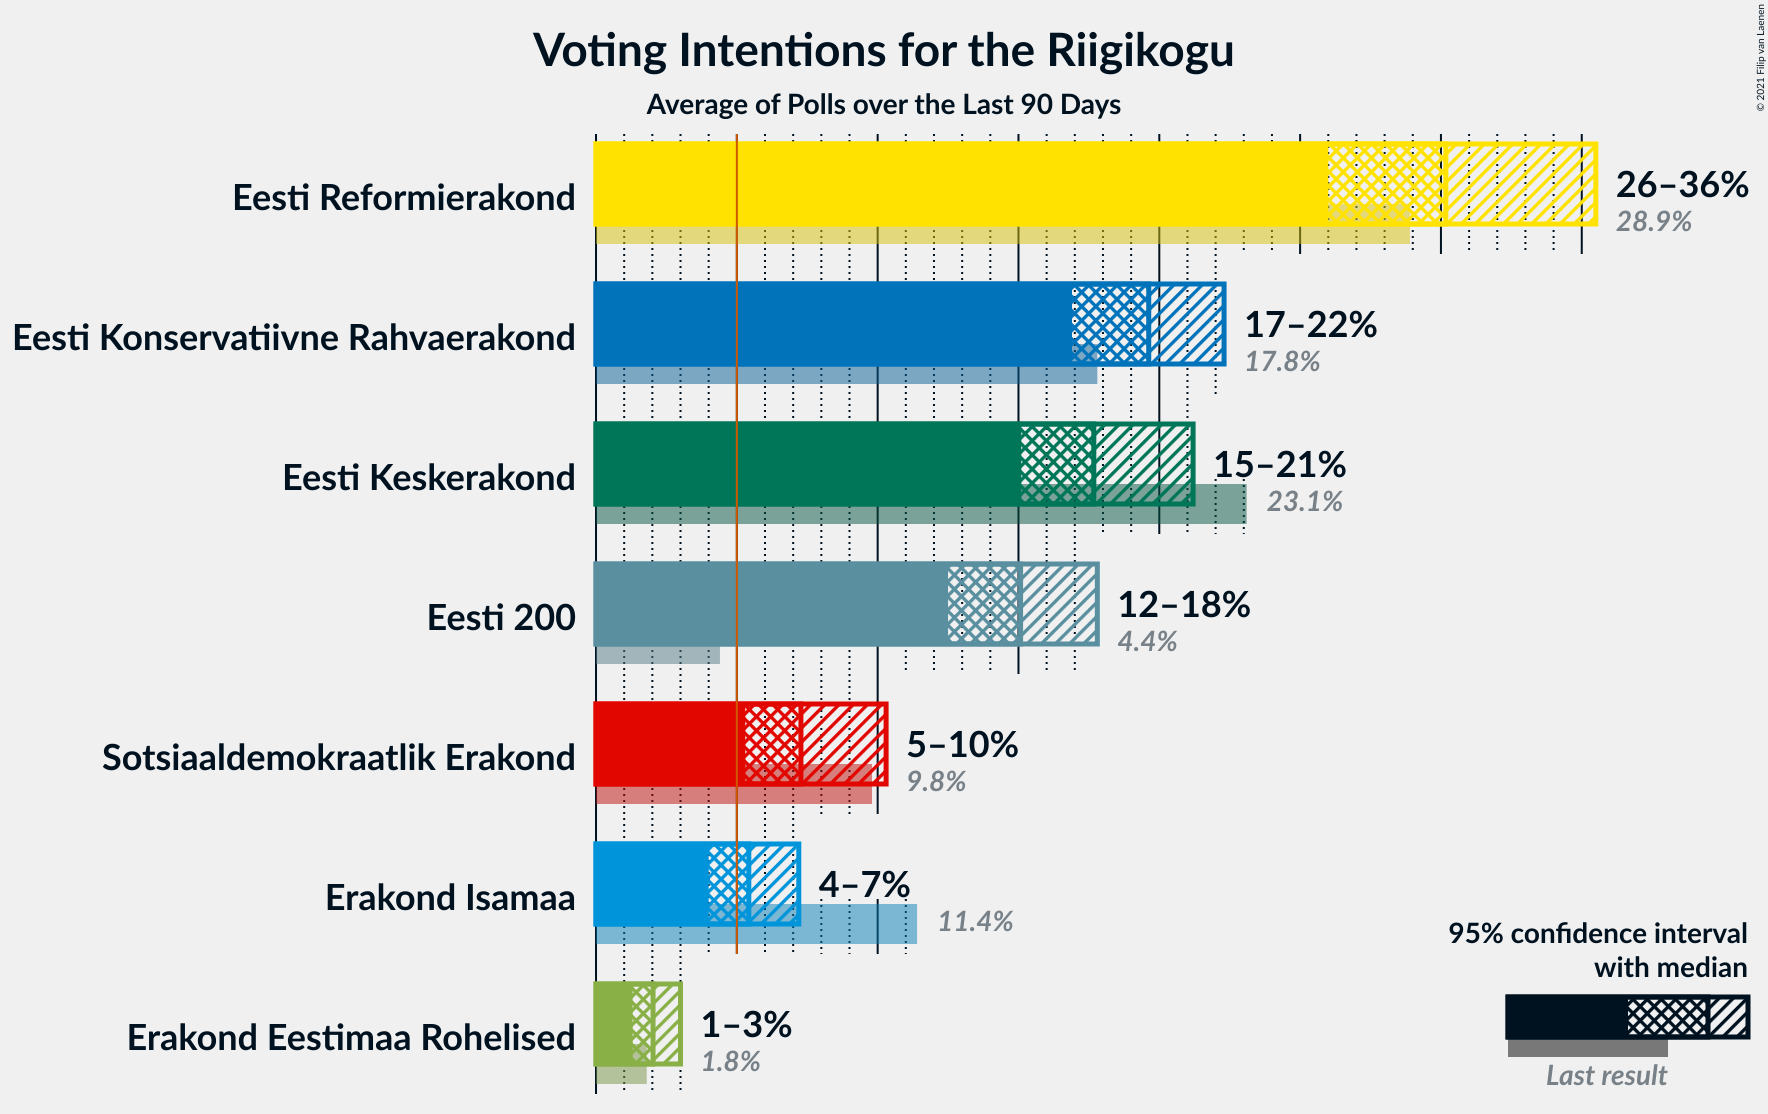 Voting Intentions for the Riigikogu
Average of Polls over the Last 90 Days
© 2021 Filip van Laenen
Eesti Reformierakond
26–36%
28.9%
Eesti Konservatiivne Rahvaerakond
17–22%
17.8%
Eesti Keskerakond
15–21%
23.1%
Eesti 200
12–18%
4.4%
Sotsiaaldemokraatlik Erakond
5–10%
9.8%
Erakond Isamaa
4–7%
11.4%
Erakond Eestimaa Rohelised
1–3%
1.8%
95% confidence interval
with median
Last result